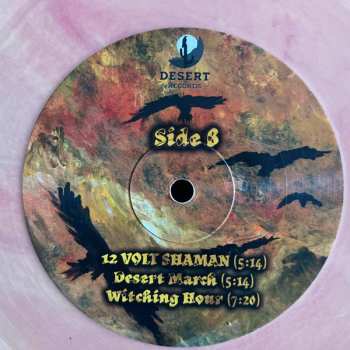 DESERT
RECORDS
Side B
12 VOLT SHAMAN (5:14)
Desert March (5:14)
Witching Hour (7:20)